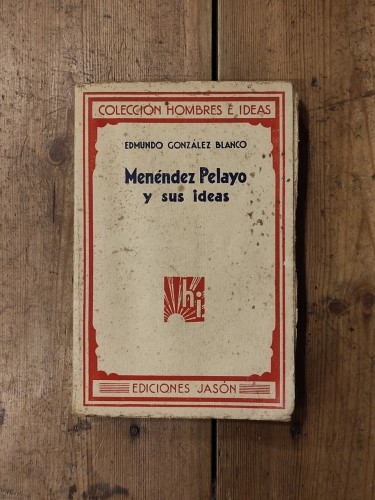 COLECCIÓN HOMBRES E IDEAS
EDMUNDO GONZÁLEZ BLANCO
Menéndez Pelayo
y sus ideas
hi
EDICIONES JASÓN